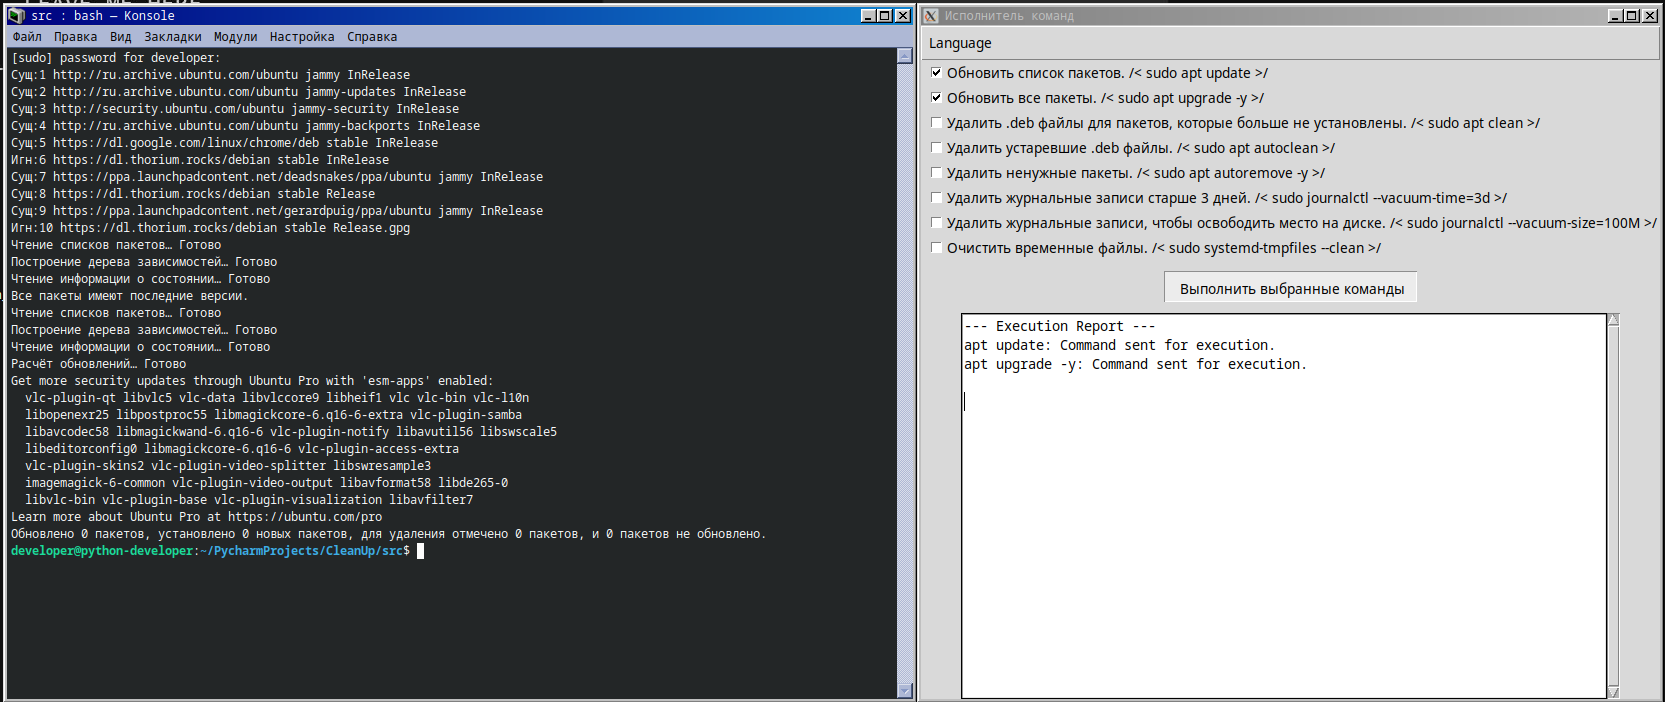 src : bash — Konsole
Файл Правка Вид Закладки Модули Настройка Справка
[sudo] password for developer:
Сущ:1 http://ru.archive.ubuntu.com/ubuntu jammy InRelease
Сущ:2 http://ru.archive.ubuntu.com/ubuntu jammy-updates InRelease
Сущ:3 http://security.ubuntu.com/ubuntu jammy-security InRelease
Сущ:4 http://ru.archive.ubuntu.com/ubuntu jammy-backports InRelease
Сущ:5 https://dl.google.com/linux/chrome/deb stable InRelease
Игн:6 https://dl.thorium.rocks/debian stable InRelease
Сущ:7 https://ppa.launchpadcontent.net/deadsnakes/ppa/ubuntu jammy InRelease
Сущ:8 https://dl.thorium.rocks/debian stable Release
Сущ:9 https://ppa.launchpadcontent.net/gerardpuig/ppa/ubuntu jammy InRelease
Игн:10 https://dl.thorium.rocks/debian stable Release.gpg
Чтение списков пакетов… Готово
Построение дерева зависимостей… Готово
Чтение информации о состоянии… Готово
Все пакеты имеют последние версии.
Чтение списков пакетов… Готово
Построение дерева зависимостей… Готово
Чтение информации о состоянии… Готово
Расчёт обновлений… Готово
Get more security updates through Ubuntu Pro with 'esm-apps' enabled:
vlc-plugin-qt libvlc5 vlc-data libvlccore9 libheif1 vlc vlc-bin vlc-l10n
libopenexr25 libpostproc55 libmagickcore-6.q16-6-extra vlc-plugin-samba
libavcodec58 libmagickwand-6.q16-6 vlc-plugin-notify libavutil56 libswscale5
libeditorconfig0 libmagickcore-6.q16-6 vlc-plugin-access-extra
vlc-plugin-skins2 vlc-plugin-video-splitter libswresample3
imagemagick-6-common vlc-plugin-video-output libavformat58 libde265-0
libvlc-bin vlc-plugin-base vlc-plugin-visualization libavfilter7
Learn more about Ubuntu Pro at https://ubuntu.com/pro
Обновлено 0 пакетов, установлено 0 новых пакетов, для удаления отмечено 0 пакетов, и 0 пакетов не обновлено.
developer@python-developer:~/PycharmProjects/CleanUp/src$
Исполнитель команд
Language
Обновить список пакетов. /< sudo apt update >/
Обновить все пакеты. /< sudo apt upgrade -y >/
Удалить .deb файлы для пакетов, которые больше не установлены. /< sudo apt clean >/
Удалить устаревшие .deb файлы. /< sudo apt autoclean >/
Удалить ненужные пакеты. /< sudo apt autoremove -y >/
Удалить журнальные записи старше 3 дней. /< sudo journalctl --vacuum-time=3d >/
Удалить журнальные записи, чтобы освободить место на диске. /< sudo journalctl --vacuum-size=100M >/
Очистить временные файлы. /< sudo systemd-tmpfiles --clean >/
Выполнить выбранные команды
--- Execution Report ---
apt update: Command sent for execution.
apt upgrade -y: Command sent for execution.